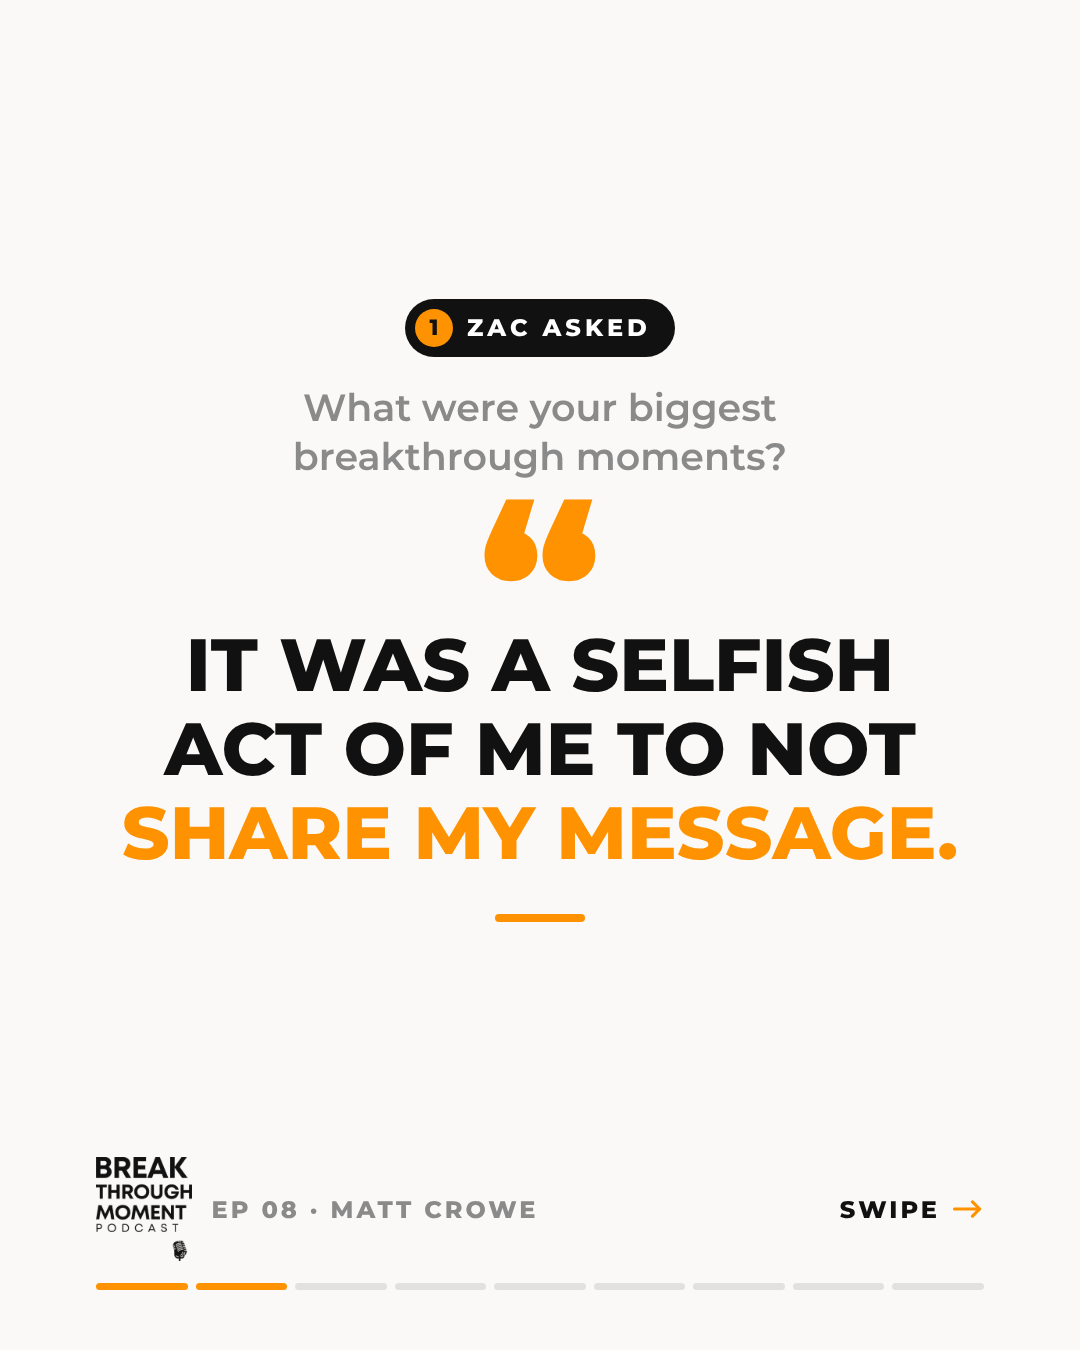 1 ZAC ASKED
What were your biggest
breakthrough moments?
“
IT WAS A SELFISH
ACT OF ME TO NOT
SHARE MY MESSAGE.
BREAK
THROUGH
MOMENT
PODCAST
EP 08 · MATT CROWE
SWIPE →